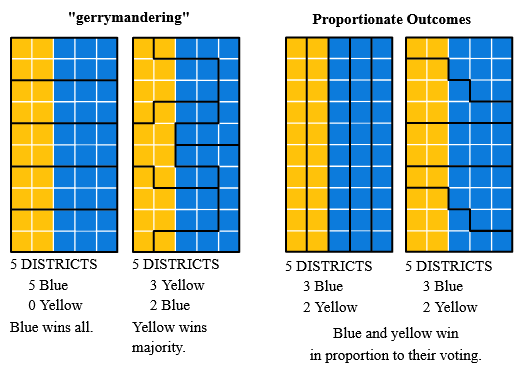 "gerrymandering"
Proportionate Outcomes
5 DISTRICTS
5 Blue
0 Yellow
Blue wins all.
5 DISTRICTS
3 Yellow
2 Blue
Yellow wins
majority.
5 DISTRICTS
3 Blue
2 Yellow
5 DISTRICTS
3 Blue
2 Yellow
Blue and yellow win
in proportion to their voting.